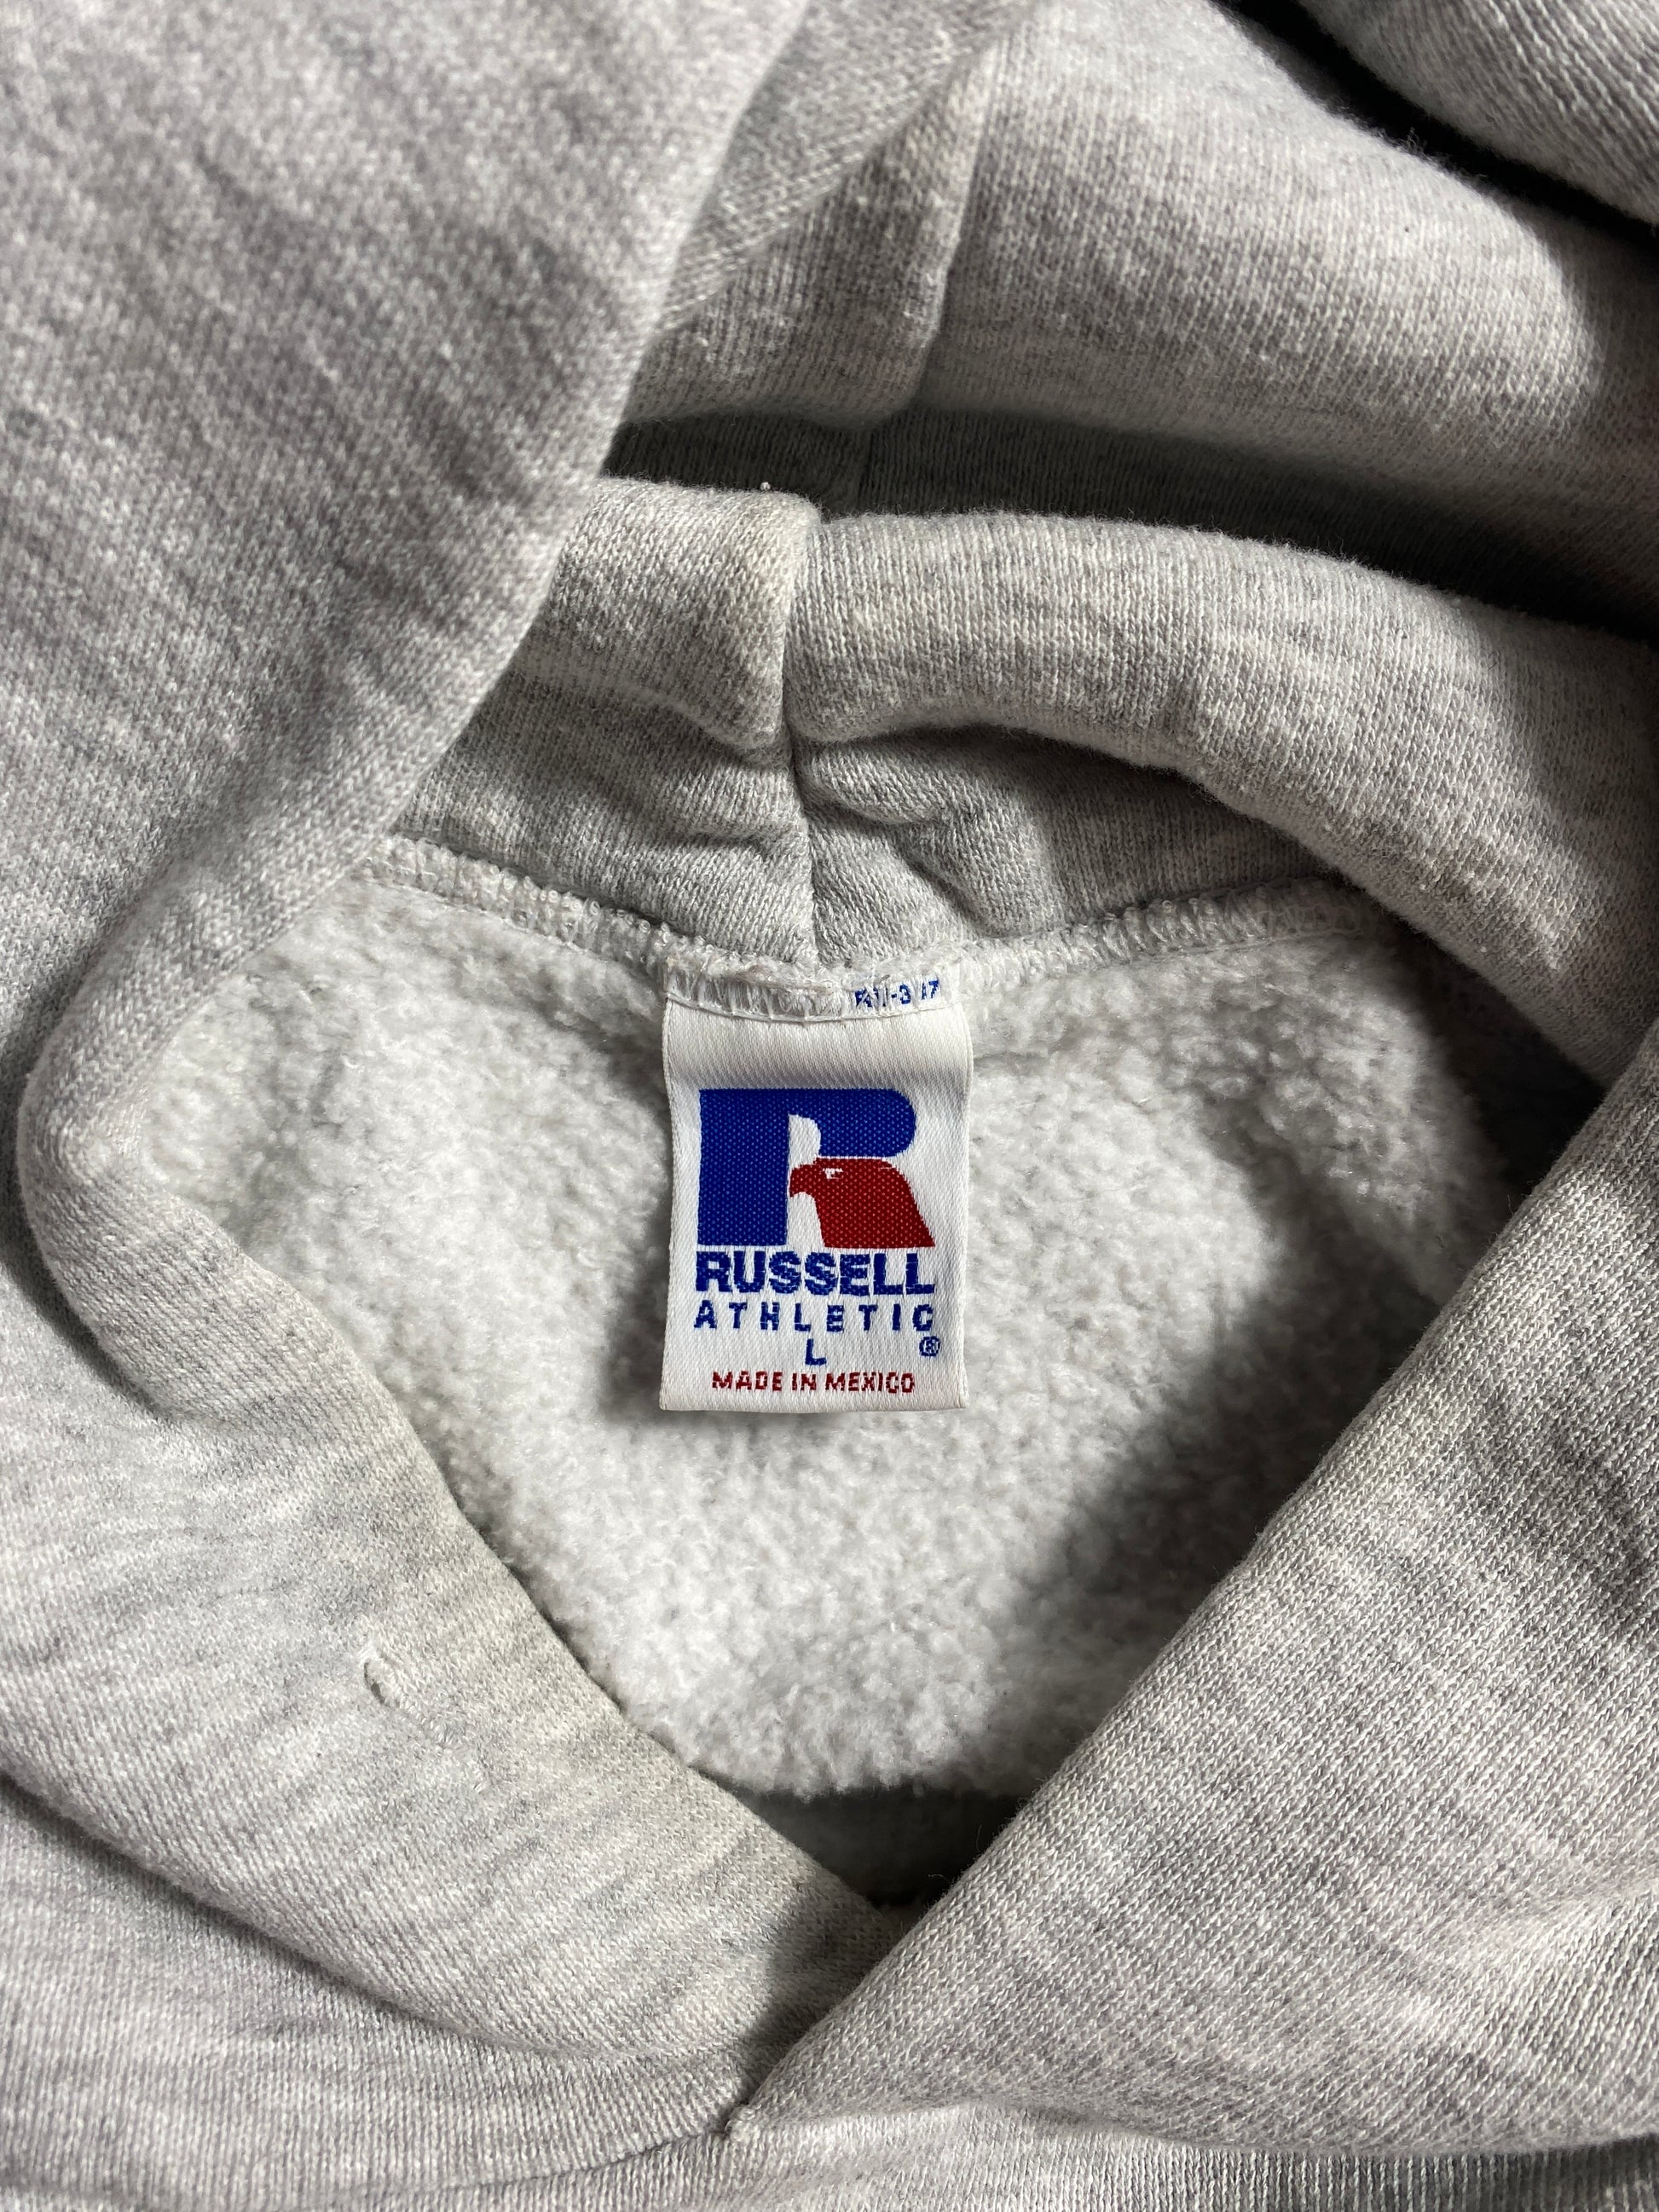 RUSSELL
ATHLETIC
L ®
MADE IN MEXICO